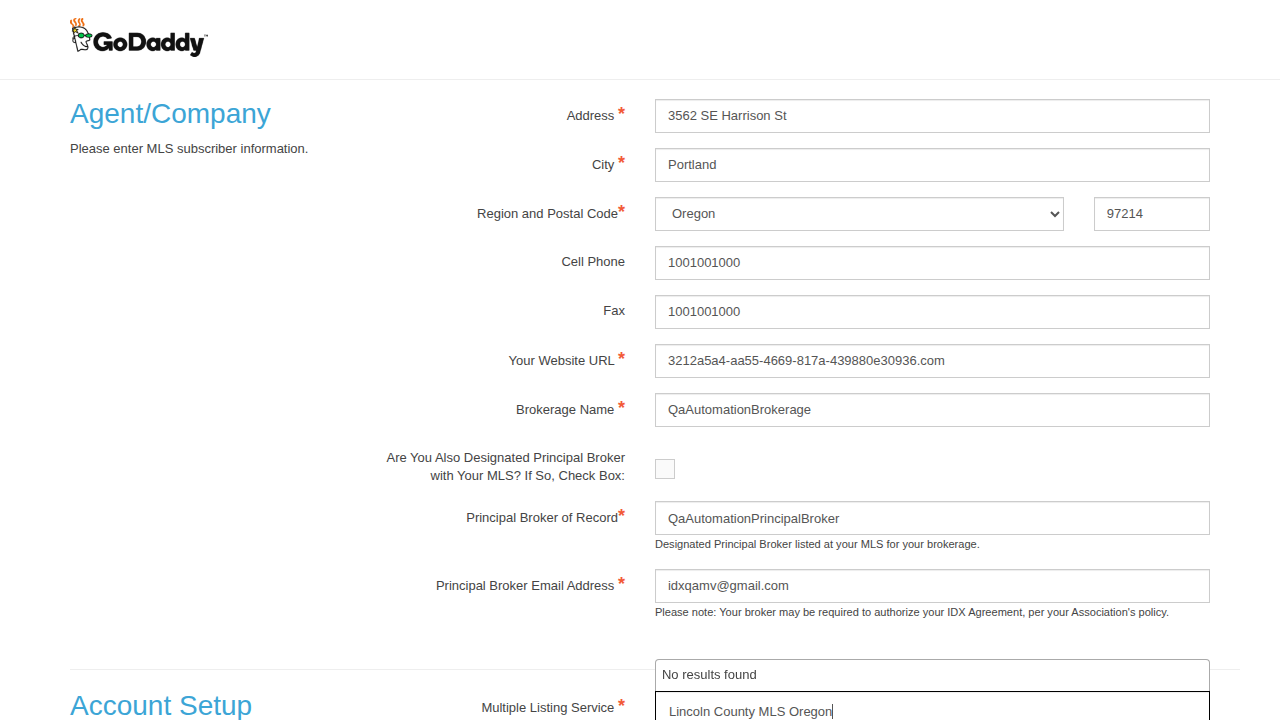 GoDaddy™
Agent/Company
Please enter MLS subscriber information.
Address *
3562 SE Harrison St
City *
Portland
Region and Postal Code*
Oregon
97214
Cell Phone
1001001000
Fax
1001001000
Your Website URL *
3212a5a4-aa55-4669-817a-439880e30936.com
Brokerage Name *
QaAutomationBrokerage
Are You Also Designated Principal Broker
with Your MLS? If So, Check Box:
Principal Broker of Record*
QaAutomationPrincipalBroker
Designated Principal Broker listed at your MLS for your brokerage.
Principal Broker Email Address *
idxqamv@gmail.com
Please note: Your broker may be required to authorize your IDX Agreement, per your Association's policy.
No results found
Account Setup
Multiple Listing Service *
Lincoln County MLS Oregon